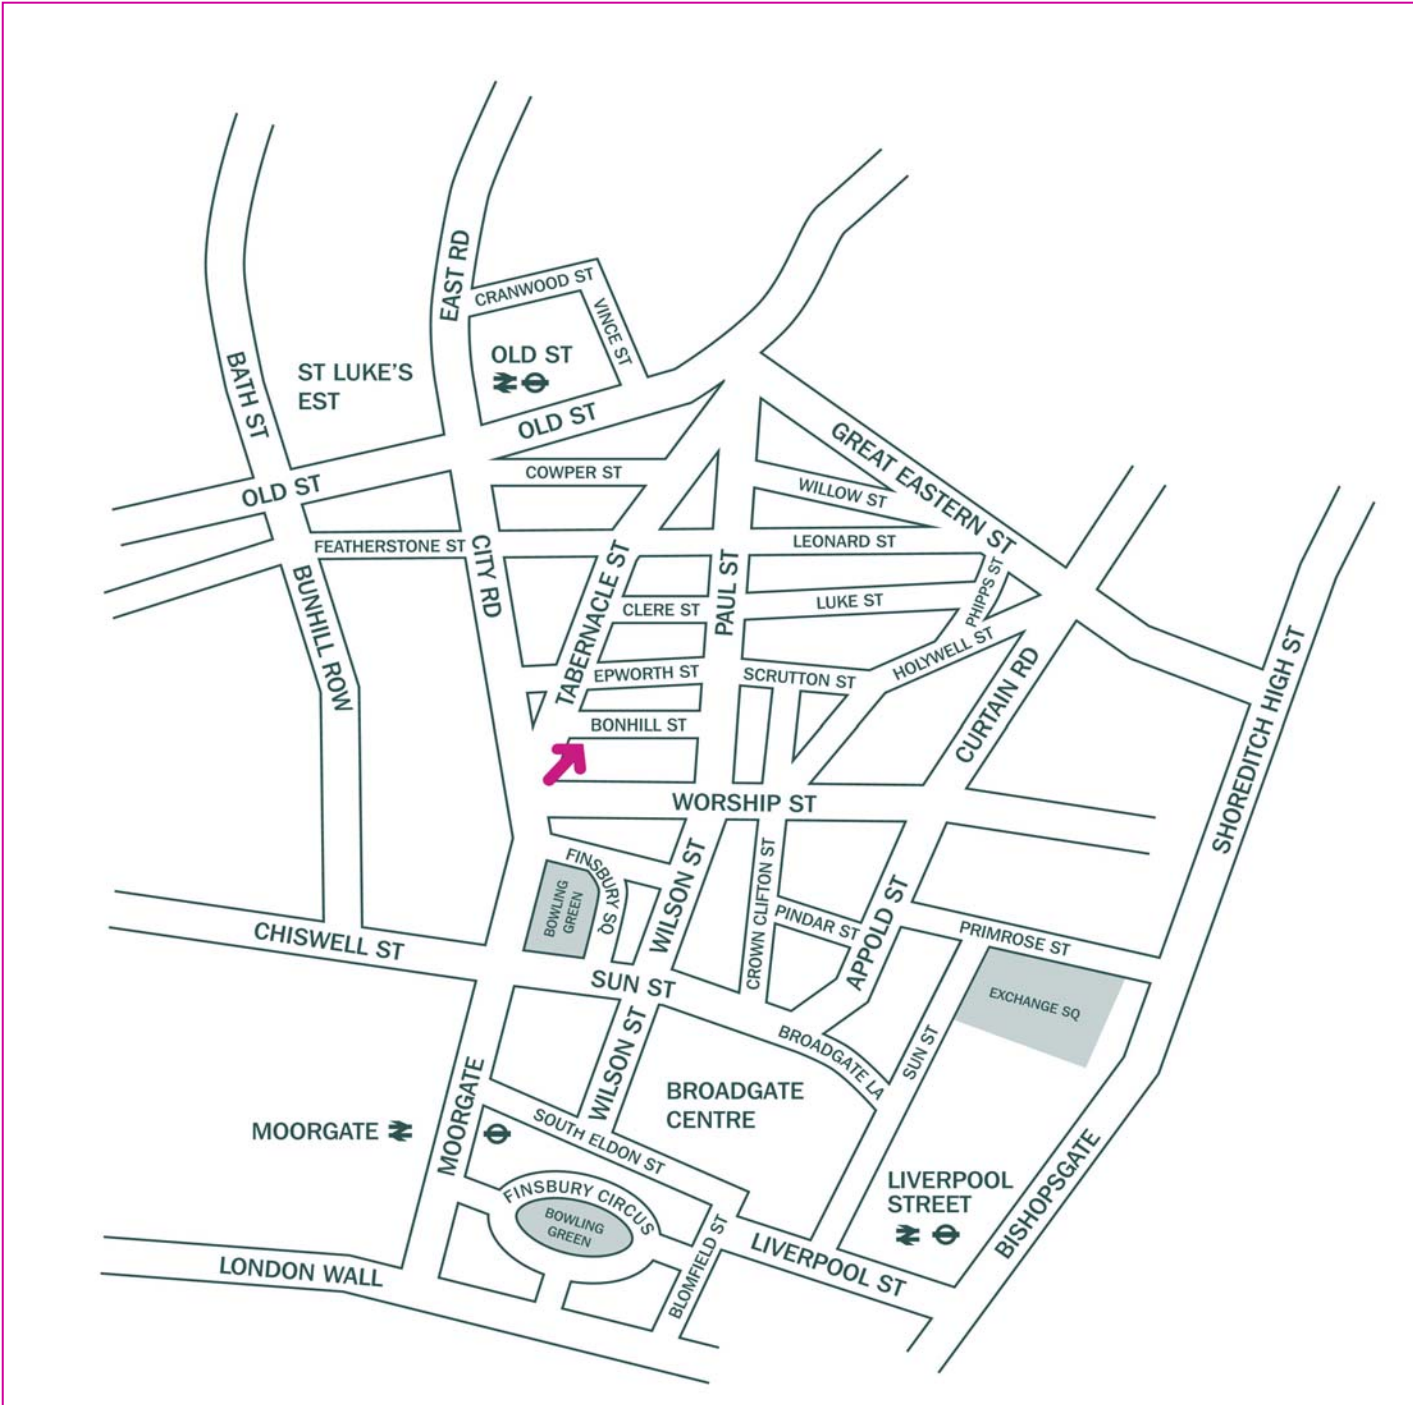 EAST RD
CRANWOOD ST
VINCE ST
BATH ST
ST LUKE'S
EST
OLD ST
OLD ST
GREAT EASTERN ST
COWPER ST
OLD ST
WILLOW ST
FEATHERSTONE ST
CITY RD
LEONARD ST
TABERNACLE ST
PAUL ST
PHIPPS ST
CLERE ST
LUKE ST
BUNHILL ROW
HOLYWELL ST
EPWORTH ST
SCRUTTON ST
CURTAIN RD
SHOREDITCH HIGH ST
BONHILL ST
WORSHIP ST
FINSBURY SQ
BOWLING
GREEN
WILSON ST
CROWN CLIFTON ST
PINDAR ST
APPOLD ST
CHISWELL ST
PRIMROSE ST
SUN ST
EXCHANGE SQ
WILSON ST
BROADGATE LA
SUN ST
BROADGATE
CENTRE
MOORGATE
MOORGATE
SOUTH ELDON ST
FINSBURY CIRCUS
BOWLING
GREEN
LIVERPOOL
STREET
BISHOPSGATE
BLOMFIELD ST
LIVERPOOL ST
LONDON WALL